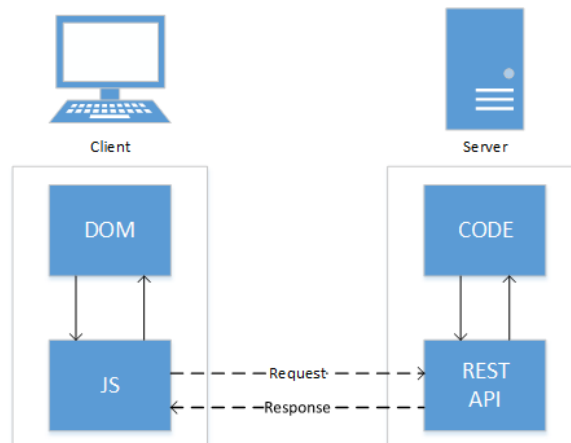 Client
Server
DOM
CODE
JS
Request
Response
REST
API